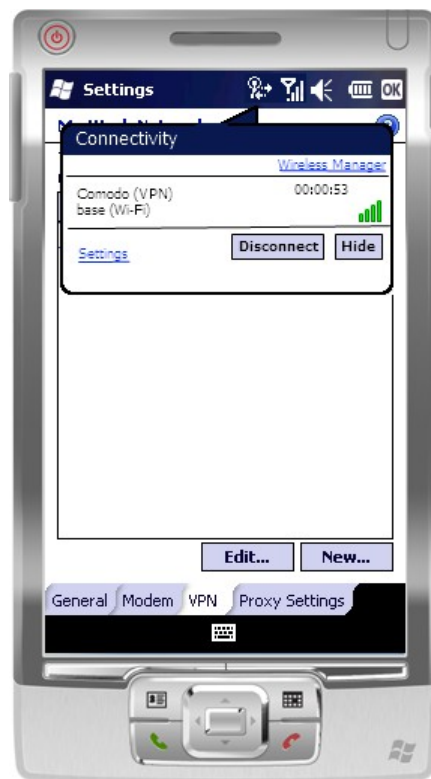 Settings
OK
Connectivity
Wireless Manager
Comodo (VPN) 00:00:53
base (Wi-Fi)
Settings Disconnect Hide
Edit... New...
General Modem VPN Proxy Settings